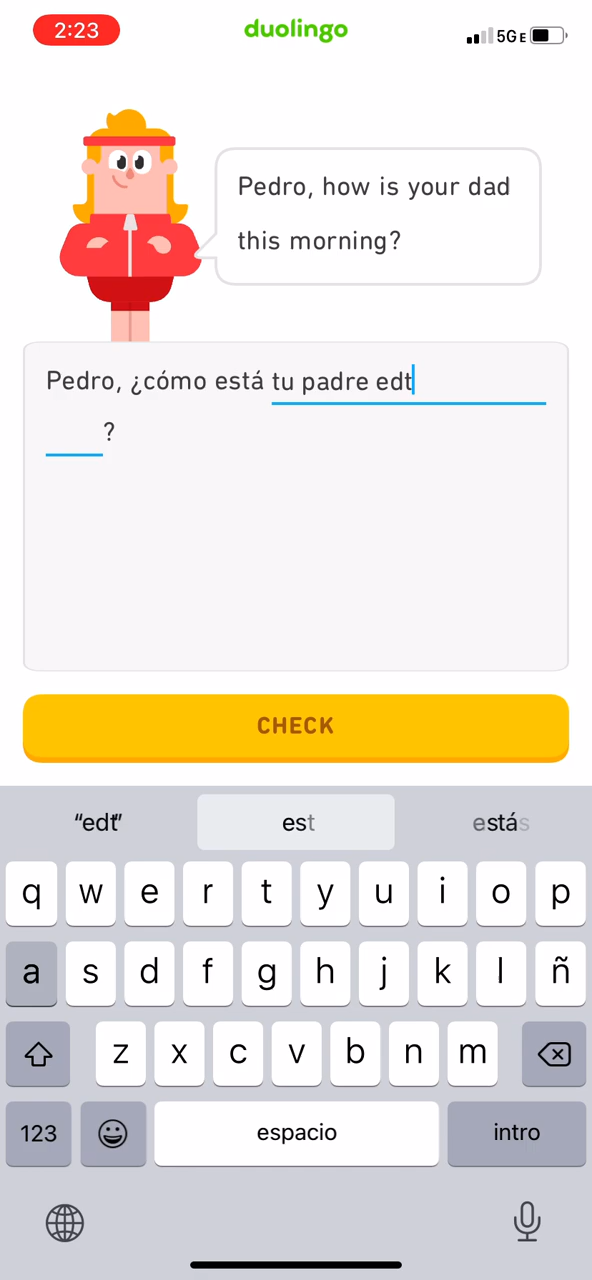 2:23
duolingo
5GE
Pedro, how is your dad
this morning?
Pedro, ¿cómo está tu padre edt
?
CHECK
“edt” est estás
q w e r t y u i o p
a s d f g h j k l ñ
z x c v b n m
123 espacio intro